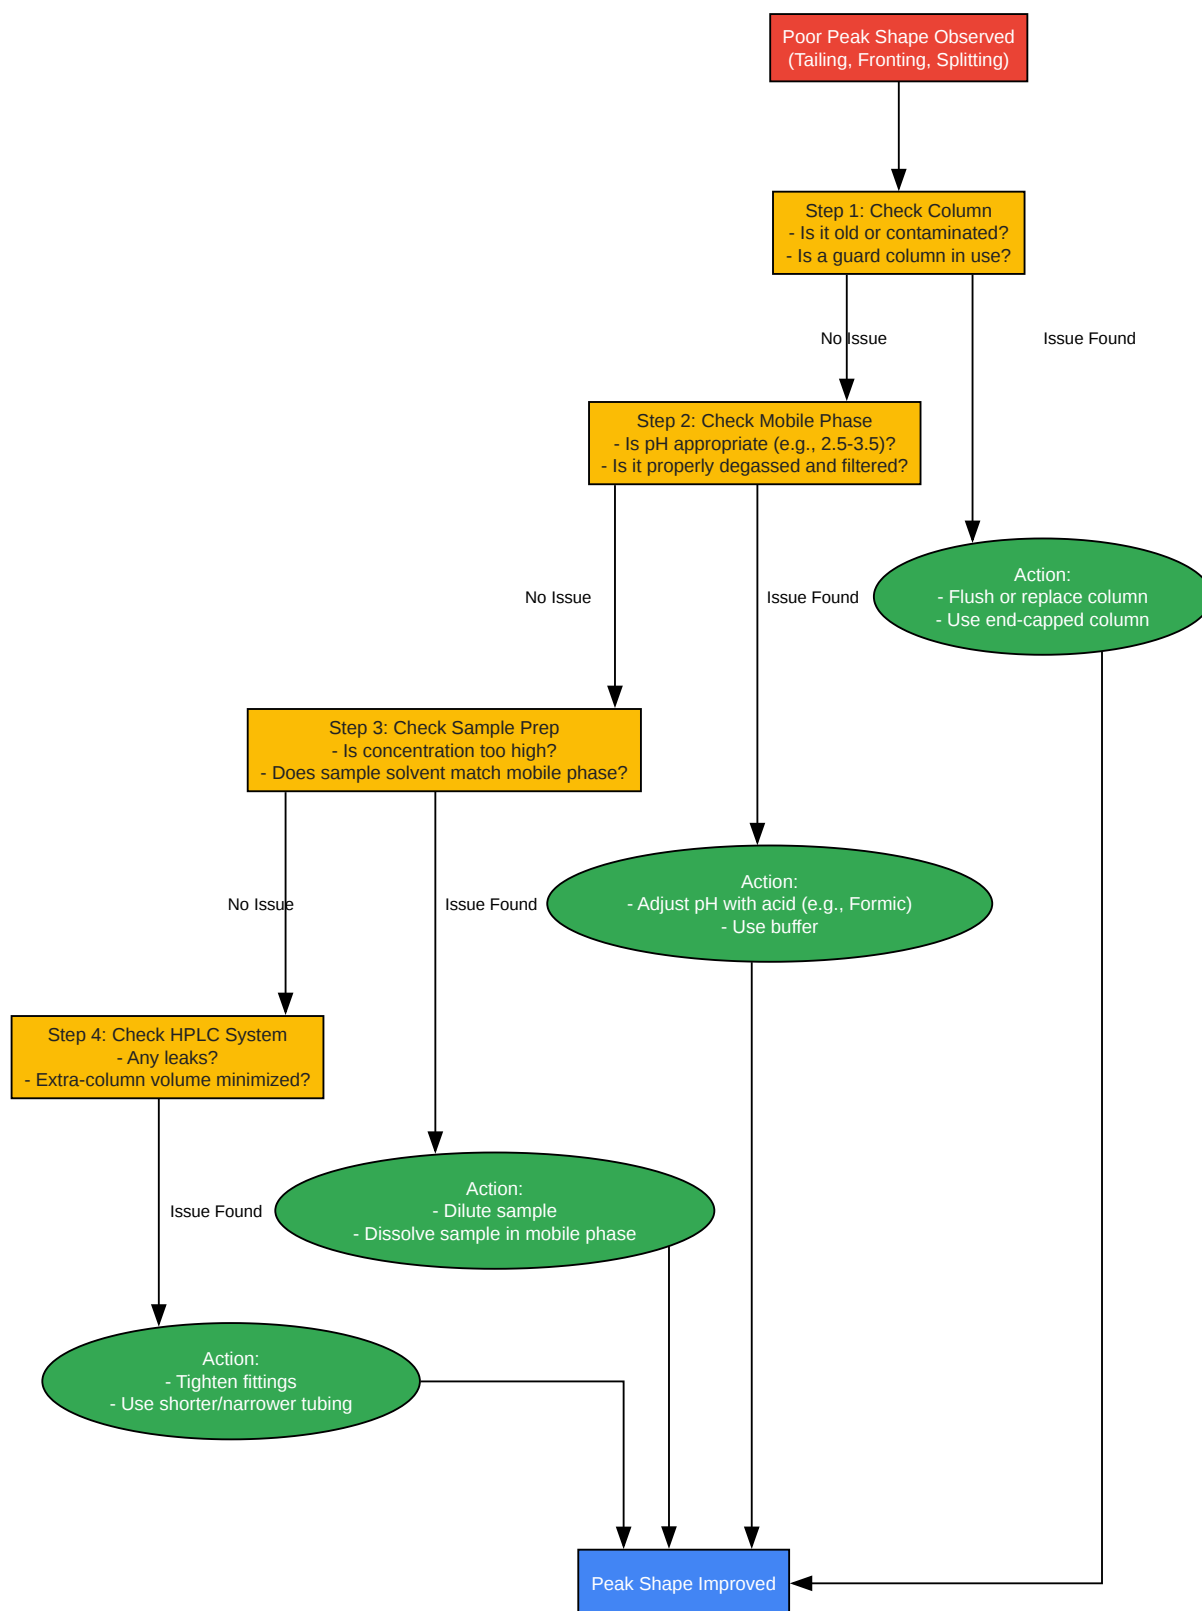 Poor Peak Shape Observed
(Tailing, Fronting, Splitting)
Step 1: Check Column
- Is it old or contaminated?
- Is a guard column in use?
No Issue
Issue Found
Step 2: Check Mobile Phase
- Is pH appropriate (e.g., 2.5-3.5)?
- Is it properly degassed and filtered?
Action:
- Flush or replace column
- Use end-capped column
No Issue
Issue Found
Step 3: Check Sample Prep
- Is concentration too high?
- Does sample solvent match mobile phase?
Action:
- Adjust pH with acid (e.g., Formic)
- Use buffer
No Issue
Issue Found
Step 4: Check HPLC System
- Any leaks?
- Extra-column volume minimized?
Action:
- Dilute sample
- Dissolve sample in mobile phase
Issue Found
Action:
- Tighten fittings
- Use shorter/narrower tubing
Peak Shape Improved